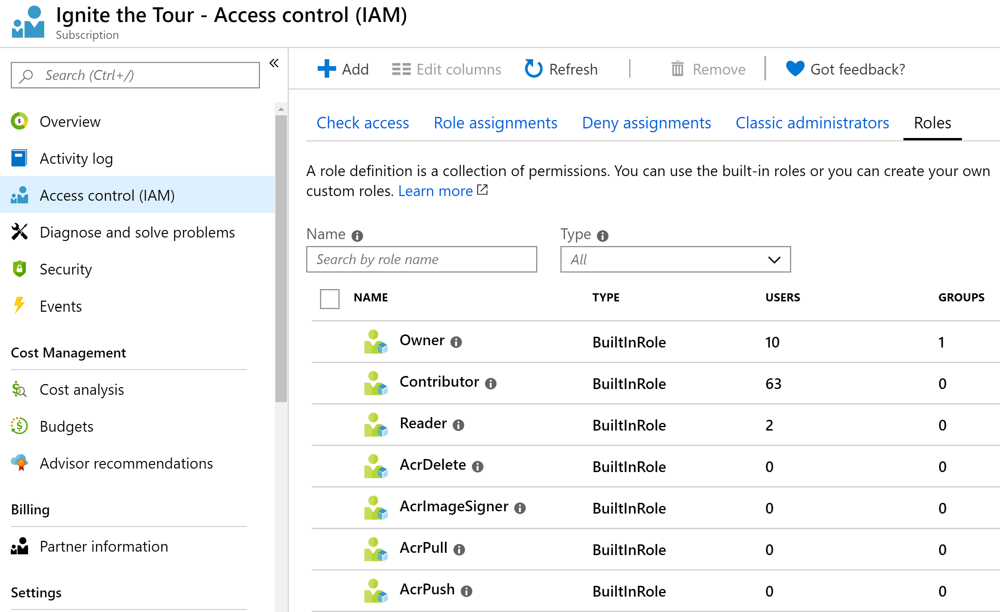 Ignite the Tour - Access control (IAM)
Subscription
Search (Ctrl+/)
Overview
Activity log
Access control (IAM)
Diagnose and solve problems
Security
Events
Cost Management
Cost analysis
Budgets
Advisor recommendations
Billing
Partner information
Settings
Add Edit columns Refresh Remove Got feedback?
Check access Role assignments Deny assignments Classic administrators Roles
A role definition is a collection of permissions. You can use the built-in roles or you can create your own
custom roles. Learn more
Name Type
Search by role name All
NAME TYPE USERS GROUPS
Owner BuiltInRole 10 1
Contributor BuiltInRole 63 0
Reader BuiltInRole 2 0
AcrDelete BuiltInRole 0 0
AcrImageSigner BuiltInRole 0 0
AcrPull BuiltInRole 0 0
AcrPush BuiltInRole 0 0